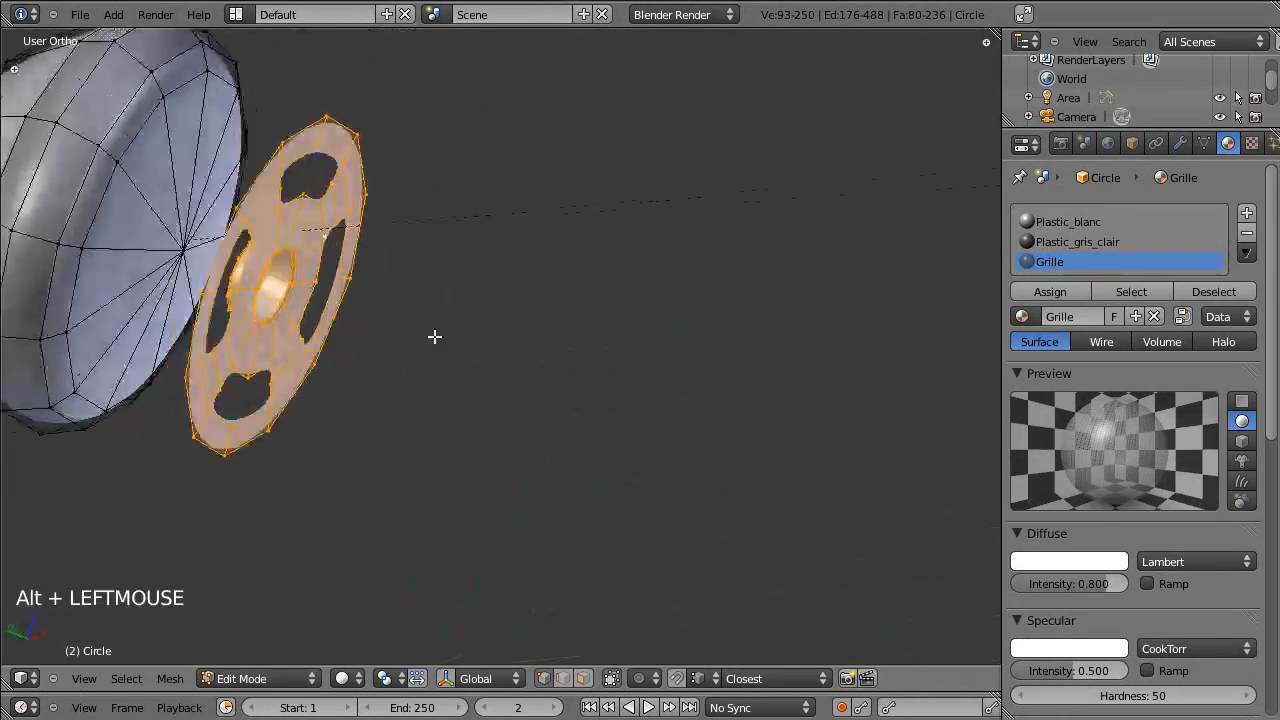 File Add Render Help Default Scene Blender Render Ve:93-250 | Ed:176-488 | Fa:80-236 | Circle
User Ortho
View Search All Scenes
RenderLayers
World
Area
Camera
Circle Grille
Plastic_blanc
Plastic_gris_clair
Grille
Assign Select Deselect
Grille F Data
Surface Wire Volume Halo
Preview
Diffuse
Lambert
Intensity: 0.800 Ramp
Specular
CookTorr
Intensity: 0.500 Ramp
Hardness: 50
Alt + LEFTMOUSE
(2) Circle
View Select Mesh Edit Mode Global Closest
View Frame Playback Start: 1 End: 250 2 No Sync